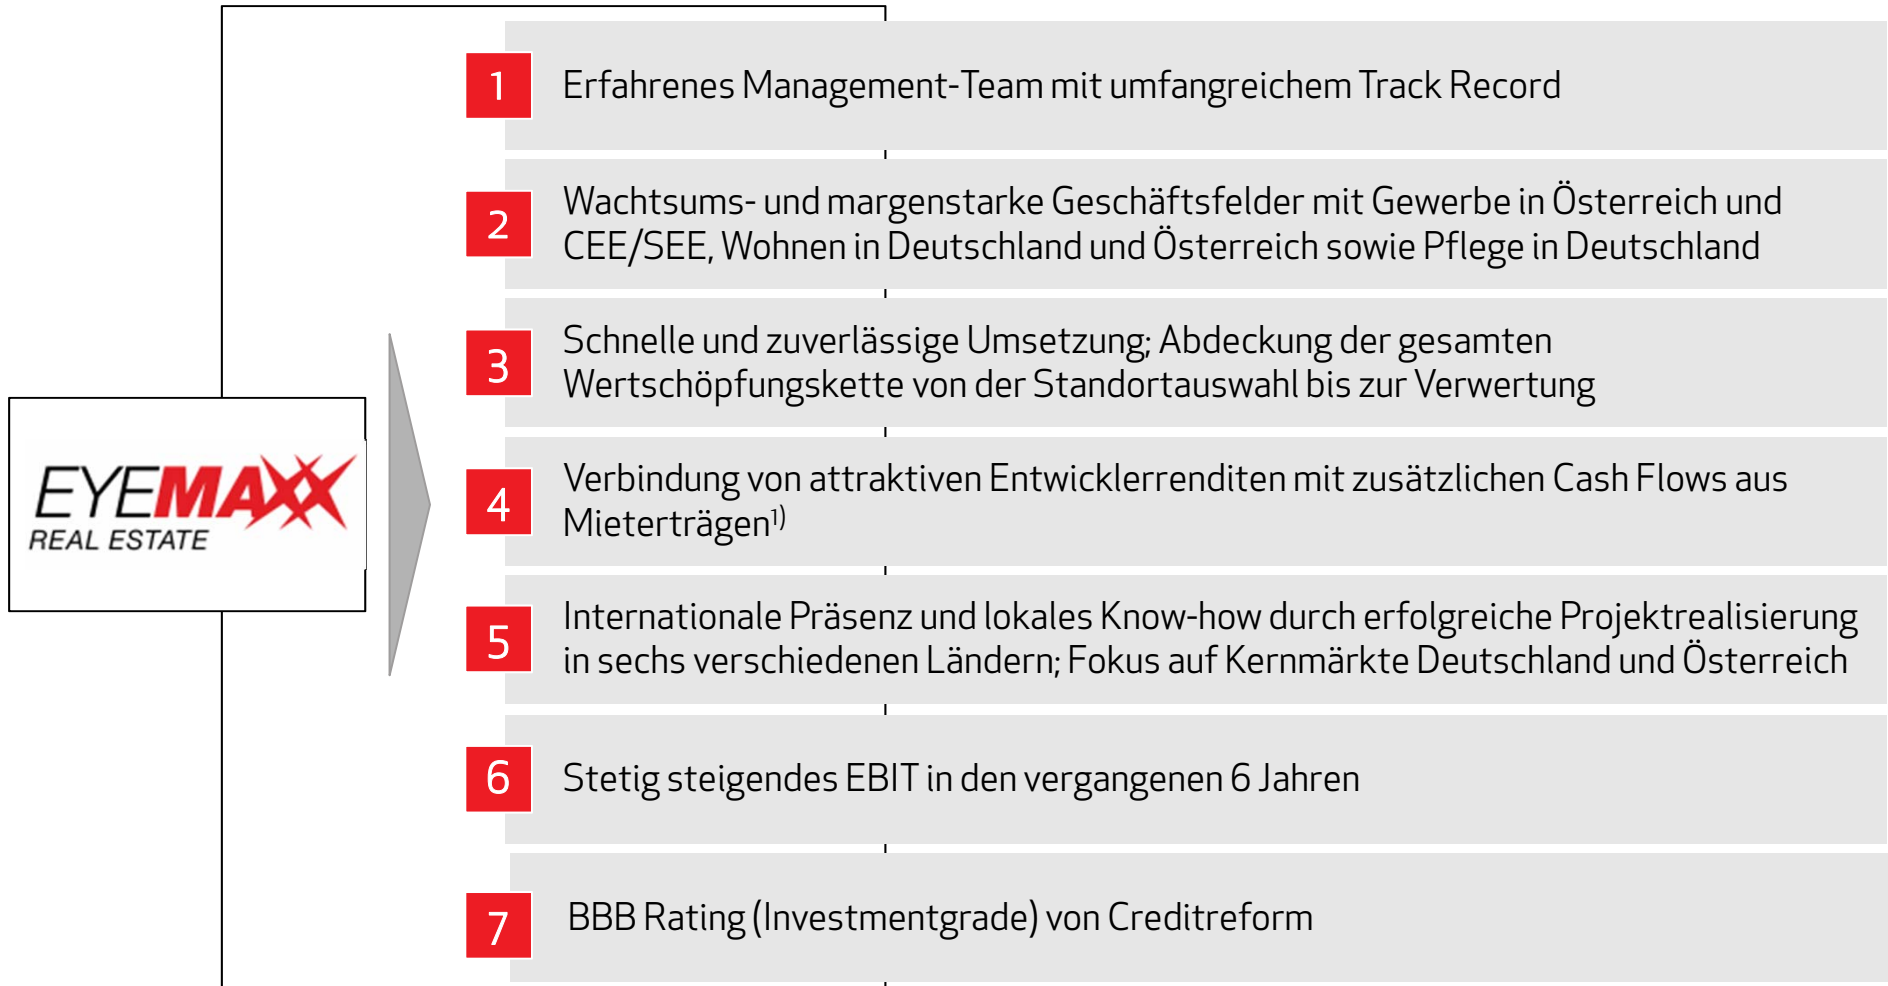 EYEMAXX
REAL ESTATE
1
Erfahrenes Management-Team mit umfangreichem Track Record
2
Wachtsums- und margenstarke Geschäftsfelder mit Gewerbe in Österreich und
CEE/SEE, Wohnen in Deutschland und Österreich sowie Pflege in Deutschland
3
Schnelle und zuverlässige Umsetzung; Abdeckung der gesamten
Wertschöpfungskette von der Standortauswahl bis zur Verwertung
4
Verbindung von attraktiven Entwicklerrenditen mit zusätzlichen Cash Flows aus
Mieterträgen¹⁾
5
Internationale Präsenz und lokales Know-how durch erfolgreiche Projektrealisierung
in sechs verschiedenen Ländern; Fokus auf Kernmärkte Deutschland und Österreich
6
Stetig steigendes EBIT in den vergangenen 6 Jahren
7
BBB Rating (Investmentgrade) von Creditreform